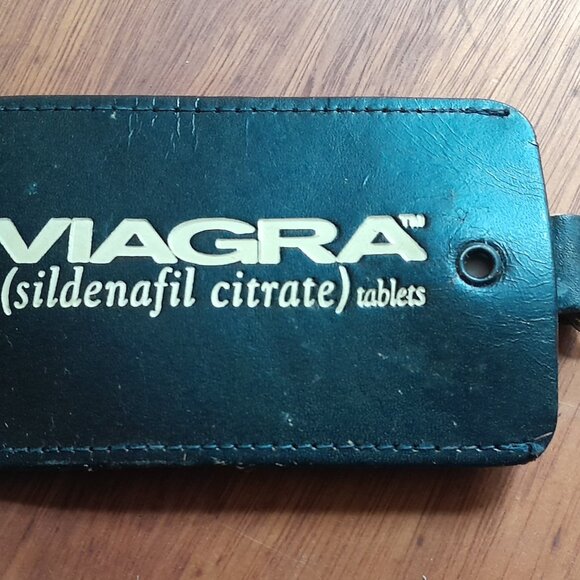 VIAGRA™
(sildenafil citrate) tablets